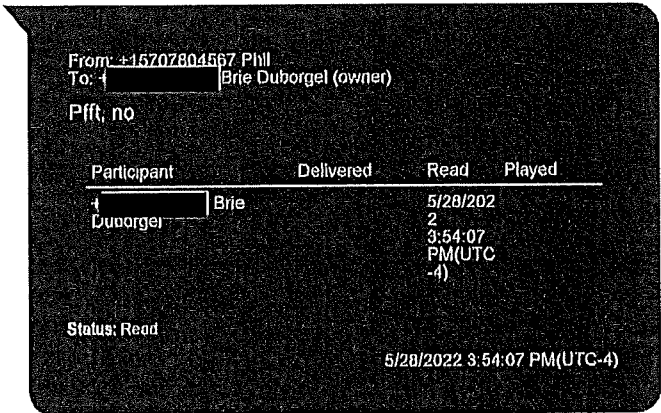 From: +15707804567 Phil
To: + Brie Duborgel (owner)
Pfft, no
Participant Delivered Read Played
+ Brie 5/28/202
Duborgel 2
3:54:07
PM(UTC
-4)
Status: Read
5/28/2022 3:54:07 PM(UTC-4)